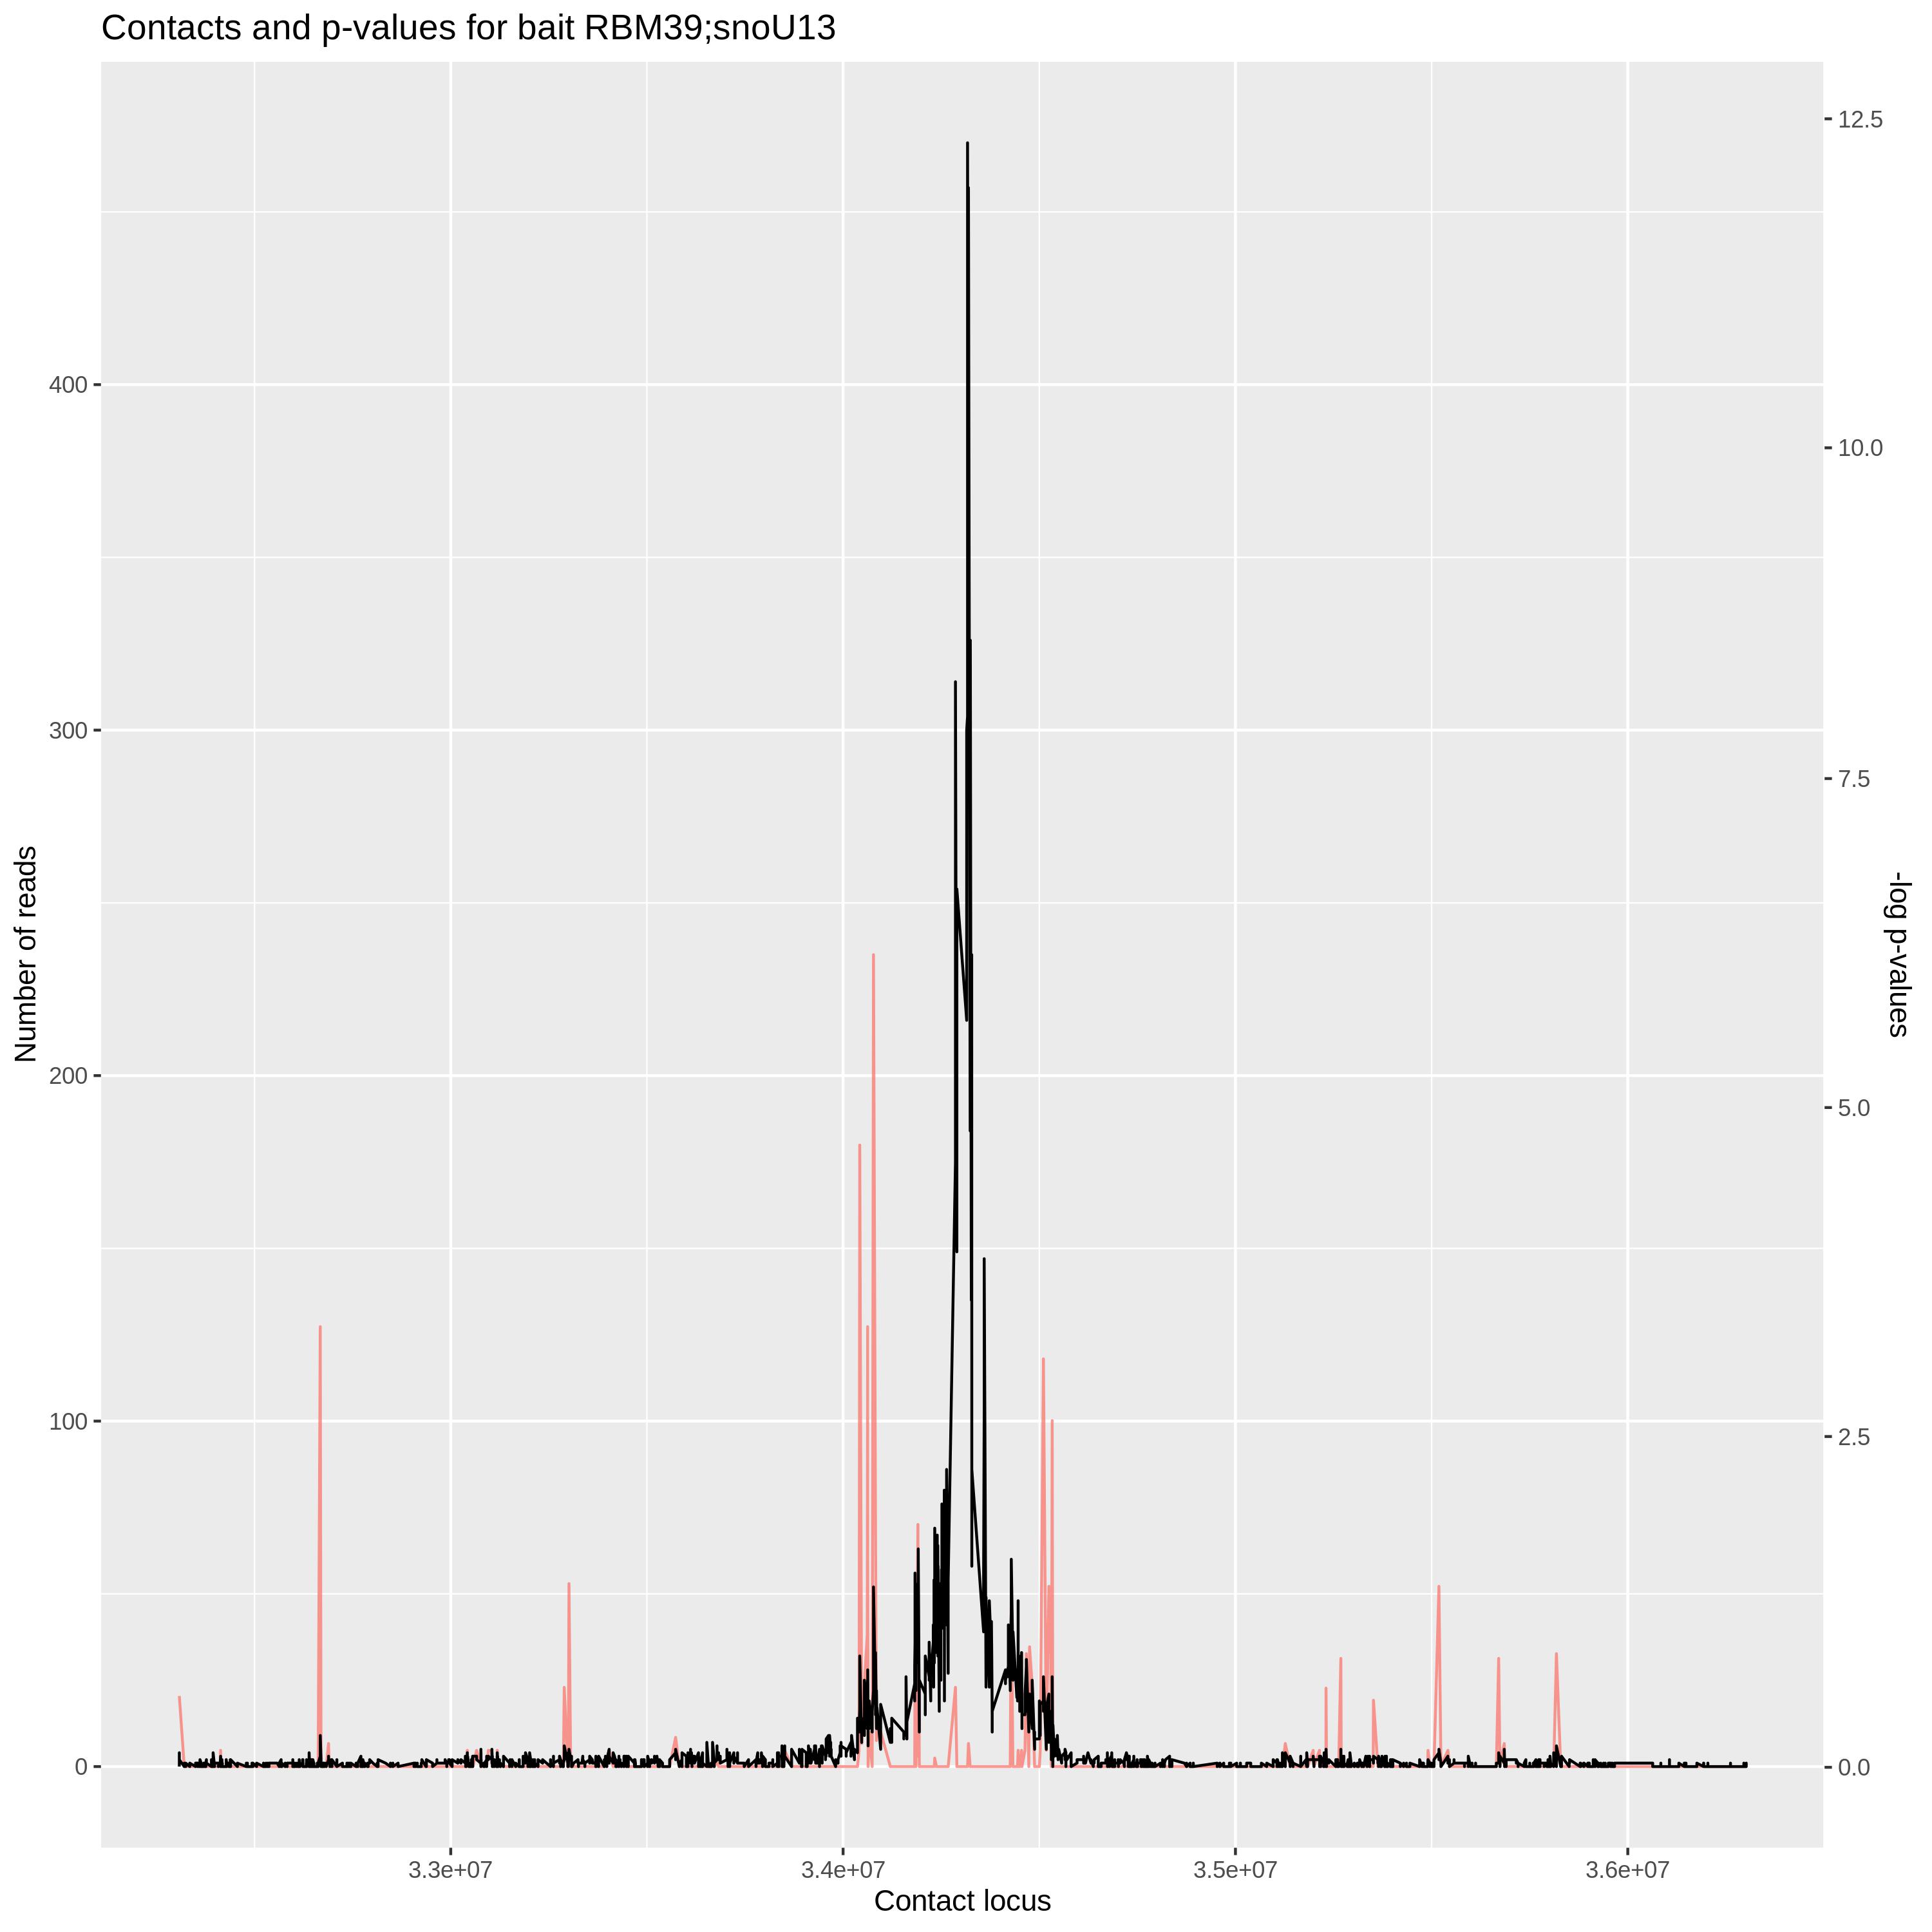 Contacts and p-values for bait RBM39;snoU13
12.5
10.0
7.5
5.0
2.5
0.0
400
300
200
100
0
Number of reads
-log p-values
3.3e+07
3.4e+07
3.5e+07
3.6e+07
Contact locus